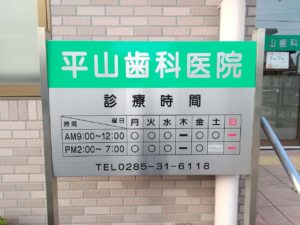 平山歯科医院
診療時間
時間 曜日 月 火 水 木 金 土 日
AM9:00~12:00 ○ ○ ○ ー ○ ○ ー
PM2:00~7:00 ○ ○ ○ ー ○ ー
TEL0285-31-6118